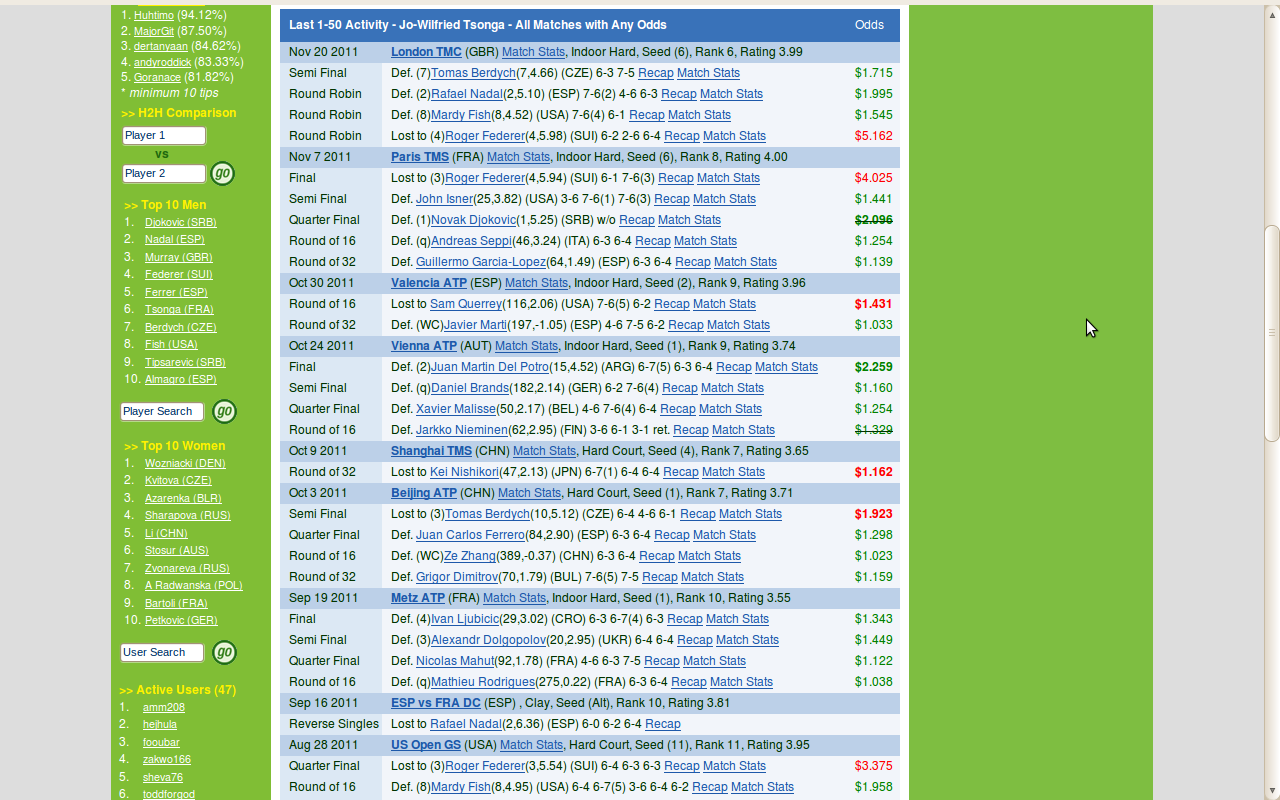 1. Huhtimo (94.12%)
2. MajorGit (87.50%)
3. dertanyaan (84.62%)
4. andyroddick (83.33%)
5. Goranace (81.82%)
* minimum 10 tips
>> H2H Comparison
Player 1
vs
Player 2
go
>> Top 10 Men
1. Djokovic (SRB)
2. Nadal (ESP)
3. Murray (GBR)
4. Federer (SUI)
5. Ferrer (ESP)
6. Tsonga (FRA)
7. Berdych (CZE)
8. Fish (USA)
9. Tipsarevic (SRB)
10. Almagro (ESP)
Player Search
go
>> Top 10 Women
1. Wozniacki (DEN)
2. Kvitova (CZE)
3. Azarenka (BLR)
4. Sharapova (RUS)
5. Li (CHN)
6. Stosur (AUS)
7. Zvonareva (RUS)
8. A Radwanska (POL)
9. Bartoli (FRA)
10. Petkovic (GER)
User Search
go
>> Active Users (47)
1. amm208
2. hejhula
3. fooubar
4. zakwo166
5. sheva76
6. toddforgod
Last 1-50 Activity - Jo-Wilfried Tsonga - All Matches with Any Odds Odds
Nov 20 2011 London TMC (GBR) Match Stats, Indoor Hard, Seed (6), Rank 6, Rating 3.99
Semi Final Def. (7)Tomas Berdych(7,4.66) (CZE) 6-3 7-5 Recap Match Stats $1.715
Round Robin Def. (2)Rafael Nadal(2,5.10) (ESP) 7-6(2) 4-6 6-3 Recap Match Stats $1.995
Round Robin Def. (8)Mardy Fish(8,4.52) (USA) 7-6(4) 6-1 Recap Match Stats $1.545
Round Robin Lost to (4)Roger Federer(4,5.98) (SUI) 6-2 2-6 6-4 Recap Match Stats $5.162
Nov 7 2011 Paris TMS (FRA) Match Stats, Indoor Hard, Seed (6), Rank 8, Rating 4.00
Final Lost to (3)Roger Federer(4,5.94) (SUI) 6-1 7-6(3) Recap Match Stats $4.025
Semi Final Def. John Isner(25,3.82) (USA) 3-6 7-6(1) 7-6(3) Recap Match Stats $1.441
Quarter Final Def. (1)Novak Djokovic(1,5.25) (SRB) w/o Recap Match Stats $2.096
Round of 16 Def. (q)Andreas Seppi(46,3.24) (ITA) 6-3 6-4 Recap Match Stats $1.254
Round of 32 Def. Guillermo Garcia-Lopez(64,1.49) (ESP) 6-3 6-4 Recap Match Stats $1.139
Oct 30 2011 Valencia ATP (ESP) Match Stats, Indoor Hard, Seed (2), Rank 9, Rating 3.96
Round of 16 Lost to Sam Querrey(116,2.06) (USA) 7-6(5) 6-2 Recap Match Stats $1.431
Round of 32 Def. (WC)Javier Marti(197,-1.05) (ESP) 4-6 7-5 6-2 Recap Match Stats $1.033
Oct 24 2011 Vienna ATP (AUT) Match Stats, Indoor Hard, Seed (1), Rank 9, Rating 3.74
Final Def. (2)Juan Martin Del Potro(15,4.52) (ARG) 6-7(5) 6-3 6-4 Recap Match Stats $2.259
Semi Final Def. (q)Daniel Brands(182,2.14) (GER) 6-2 7-6(4) Recap Match Stats $1.160
Quarter Final Def. Xavier Malisse(50,2.17) (BEL) 4-6 7-6(4) 6-4 Recap Match Stats $1.254
Round of 16 Def. Jarkko Nieminen(62,2.95) (FIN) 3-6 6-1 3-1 ret. Recap Match Stats $1.329
Oct 9 2011 Shanghai TMS (CHN) Match Stats, Hard Court, Seed (4), Rank 7, Rating 3.65
Round of 32 Lost to Kei Nishikori(47,2.13) (JPN) 6-7(1) 6-4 6-4 Recap Match Stats $1.162
Oct 3 2011 Beijing ATP (CHN) Match Stats, Hard Court, Seed (1), Rank 7, Rating 3.71
Semi Final Lost to (3)Tomas Berdych(10,5.12) (CZE) 6-4 4-6 6-1 Recap Match Stats $1.923
Quarter Final Def. Juan Carlos Ferrero(84,2.90) (ESP) 6-3 6-4 Recap Match Stats $1.298
Round of 16 Def. (WC)Ze Zhang(389,-0.37) (CHN) 6-3 6-4 Recap Match Stats $1.023
Round of 32 Def. Grigor Dimitrov(70,1.79) (BUL) 7-6(5) 7-5 Recap Match Stats $1.159
Sep 19 2011 Metz ATP (FRA) Match Stats, Indoor Hard, Seed (1), Rank 10, Rating 3.55
Final Def. (4)Ivan Ljubicic(29,3.02) (CRO) 6-3 6-7(4) 6-3 Recap Match Stats $1.343
Semi Final Def. (3)Alexandr Dolgopolov(20,2.95) (UKR) 6-4 6-4 Recap Match Stats $1.449
Quarter Final Def. Nicolas Mahut(92,1.78) (FRA) 4-6 6-3 7-5 Recap Match Stats $1.122
Round of 16 Def. (q)Mathieu Rodrigues(275,0.22) (FRA) 6-3 6-4 Recap Match Stats $1.038
Sep 16 2011 ESP vs FRA DC (ESP) , Clay, Seed (Alt), Rank 10, Rating 3.81
Reverse Singles Lost to Rafael Nadal(2,6.36) (ESP) 6-0 6-2 6-4 Recap
Aug 28 2011 US Open GS (USA) Match Stats, Hard Court, Seed (11), Rank 11, Rating 3.95
Quarter Final Lost to (3)Roger Federer(3,5.54) (SUI) 6-4 6-3 6-3 Recap Match Stats $3.375
Round of 16 Def. (8)Mardy Fish(8,4.95) (USA) 6-4 6-7(5) 3-6 6-4 6-2 Recap Match Stats $1.958